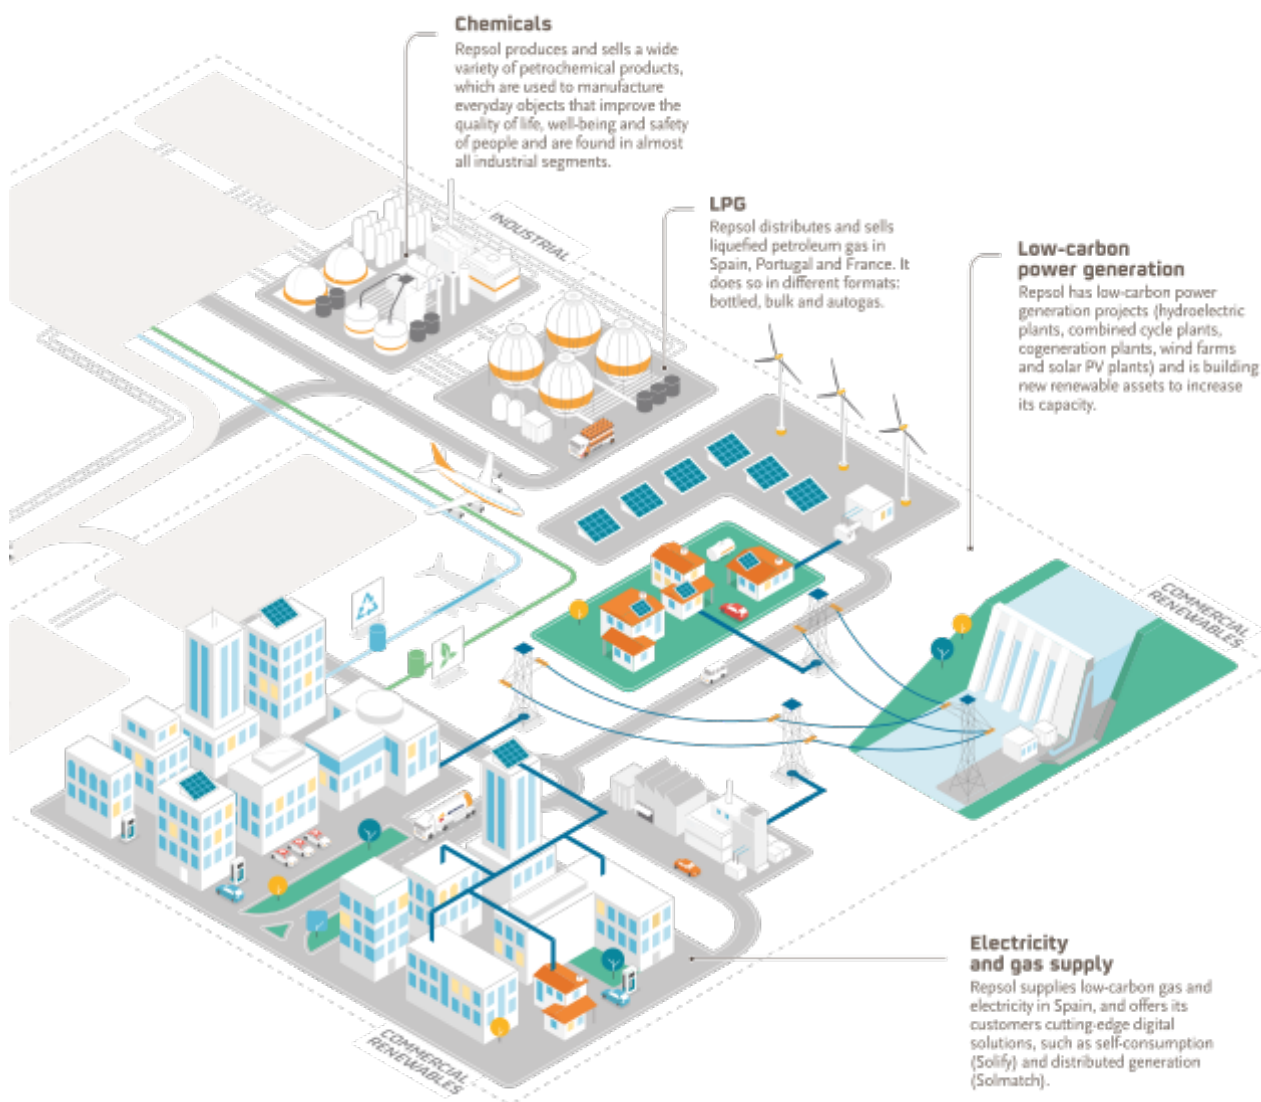 Chemicals
Repsol produces and sells a wide
variety of petrochemical products,
which are used to manufacture
everyday objects that improve the
quality of life, well-being and safety
of people and are found in almost
all industrial segments.
INDUSTRIAL
LPG
Repsol distributes and sells
liquefied petroleum gas in
Spain, Portugal and France. It
does so in different formats:
bottled, bulk and autogas.
Low-carbon
power generation
Repsol has low-carbon power
generation projects (hydroelectric
plants, combined cycle plants,
cogeneration plants, wind farms
and solar PV plants) and is building
new renewable assets to increase
its capacity.
COMMERCIAL
RENEWABLES
Electricity
and gas supply
Repsol supplies low-carbon gas and
electricity in Spain, and offers its
customers cutting-edge digital
solutions, such as self-consumption
(Solify) and distributed generation
(Solmatch).
COMMERCIAL
RENEWABLES